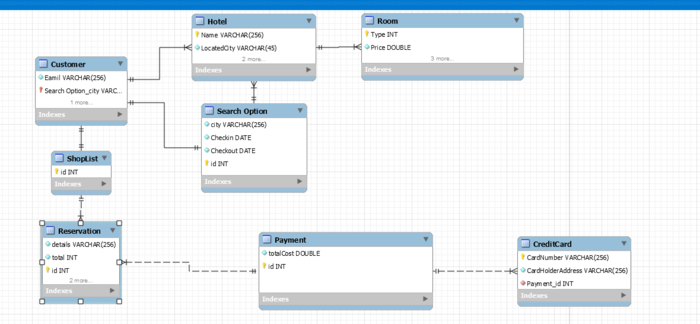 Hotel
Name VARCHAR(256)
LocatedCity VARCHAR(45)
2 more...
Indexes
Room
Type INT
Price DOUBLE
3 more...
Indexes
Customer
Eamil VARCHAR(256)
Search Option_city VARC...
1 more...
Indexes
Search Option
city VARCHAR(256)
Checkin DATE
Checkout DATE
id INT
Indexes
ShopList
id INT
Indexes
Reservation
details VARCHAR(256)
total INT
id INT
2 more...
Indexes
Payment
totalCost DOUBLE
id INT
Indexes
CreditCard
CardNumber VARCHAR(256)
CardHolderAddress VARCHAR(256)
Payment_id INT
Indexes